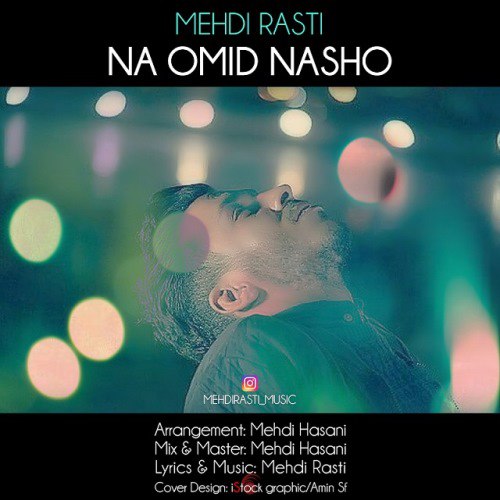 MEHDI RASTI
NA OMID NASHO
MEHDIRASTI_MUSIC
Arrangement: Mehdi Hasani
Mix & Master: Mehdi Hasani
Lyrics & Music: Mehdi Rasti
Cover Design: iStock graphic/Amin Sf